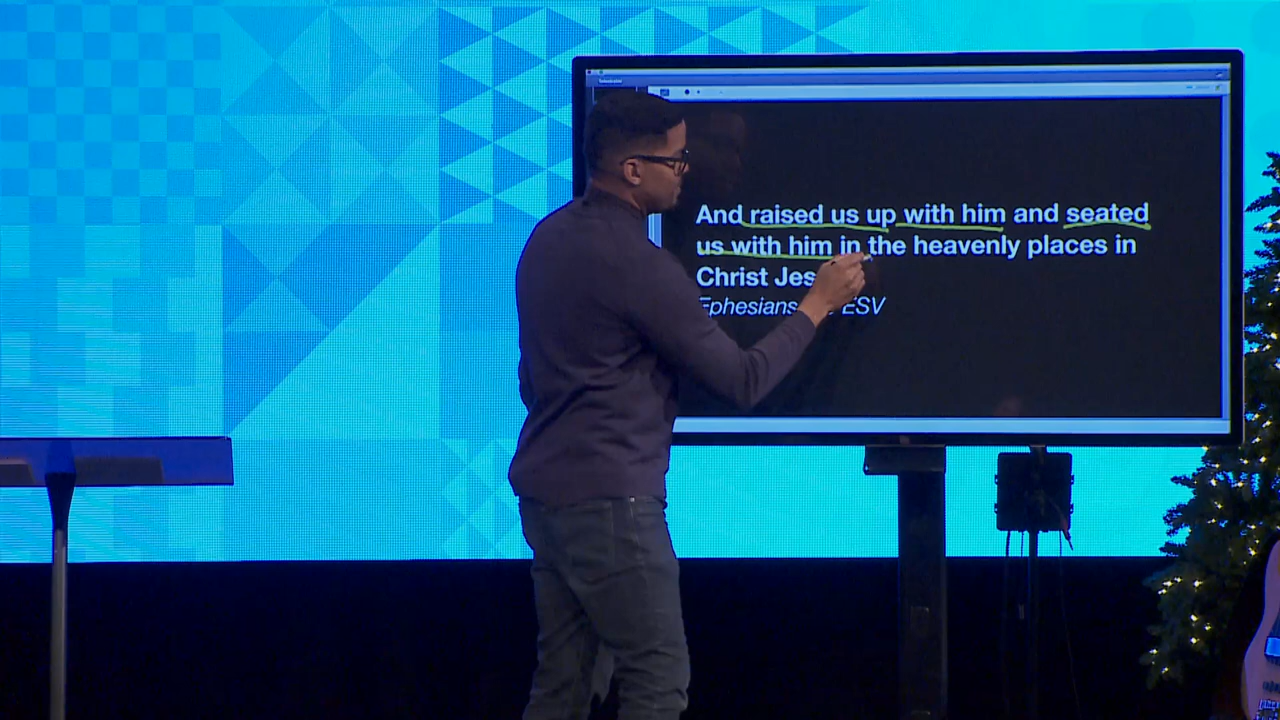 And raised us up with him and seated
us with him in the heavenly places in
Christ Jes
Ephesians ESV